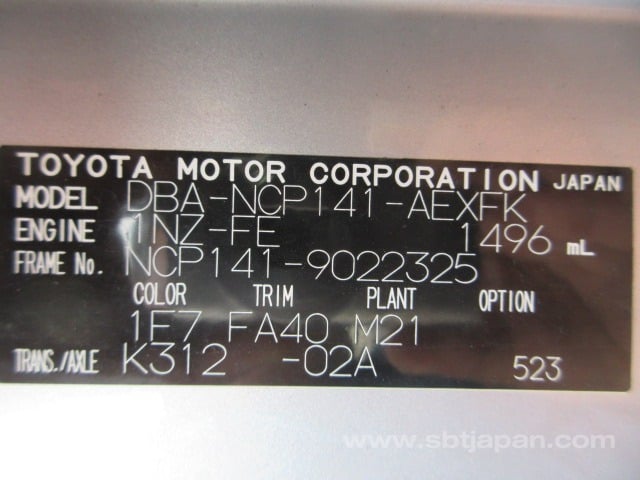 TOYOTA MOTOR CORPORATION JAPAN
MODEL DBA-NCP141-AEXFK
ENGINE 1NZ-FE 1496 mL
FRAME No. NCP141-9022325
COLOR TRIM PLANT OPTION
1E7 FA40 M21
TRANS./AXLE K312 -02A 523
www.sbtjapan.com